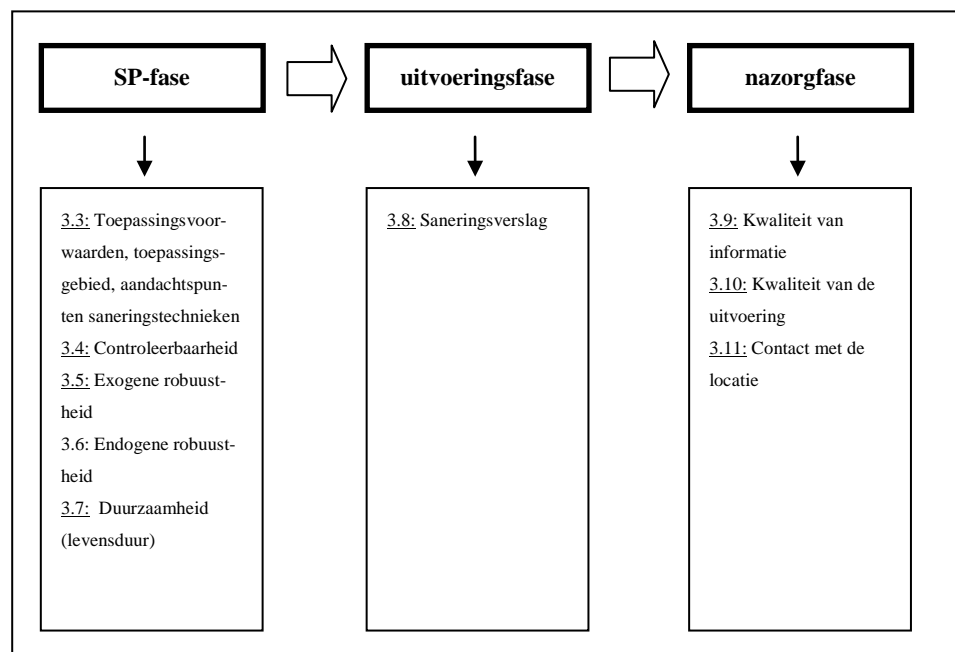 SP-fase
uitvoeringsfase
nazorgfase
3.3: Toepassingsvoor-
waarden, toepassings-
gebied, aandachtspun-
ten saneringstechnieken
3.4: Controleerbaarheid
3.5: Exogene robuust-
heid
3.6: Endogene robuust-
heid
3.7: Duurzaamheid
(levensduur)
3.8: Saneringsverslag
3.9: Kwaliteit van
informatie
3.10: Kwaliteit van de
uitvoering
3.11: Contact met de
locatie